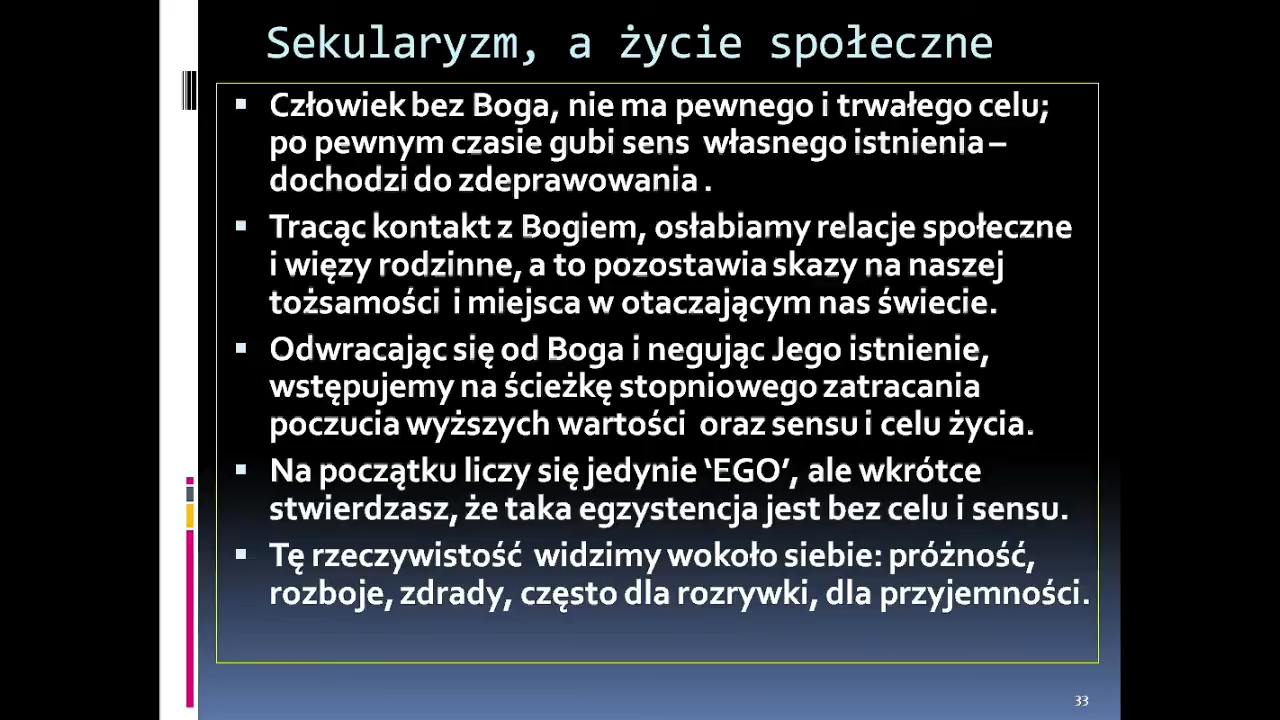 Sekularyzm, a życie społeczne
▪ Człowiek bez Boga, nie ma pewnego i trwałego celu;
po pewnym czasie gubi sens własnego istnienia –
dochodzi do zdeprawowania .
▪ Tracąc kontakt z Bogiem, osłabiamy relacje społeczne
i więzy rodzinne, a to pozostawia skazy na naszej
tożsamości i miejsca w otaczającym nas świecie.
▪ Odwracając się od Boga i negując Jego istnienie,
wstępujemy na ścieżkę stopniowego zatracania
poczucia wyższych wartości oraz sensu i celu życia.
▪ Na początku liczy się jedynie ‘EGO’, ale wkrótce
stwierdzasz, że taka egzystencja jest bez celu i sensu.
▪ Tę rzeczywistość widzimy wokoło siebie: próżność,
rozboje, zdrady, często dla rozrywki, dla przyjemności.
33